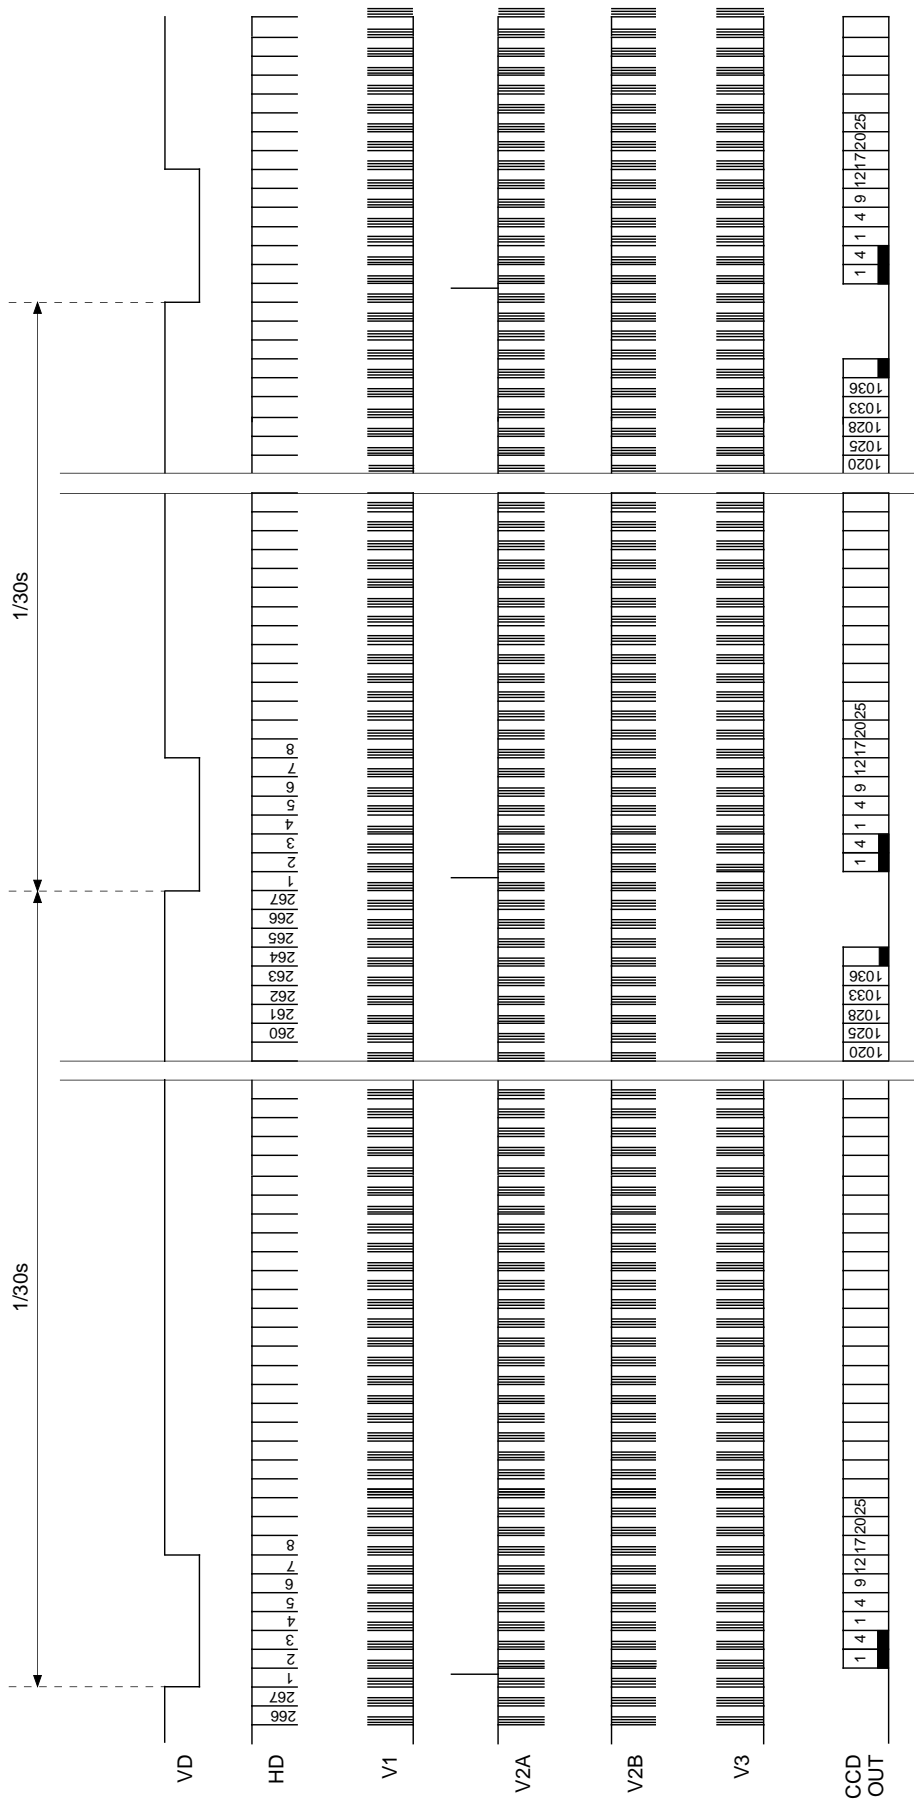 1/30s
1/30s
VD
HD
266 267 1 2 3 4 5 6 7 8
260 261 262 263 264 265 266 267 1 2 3 4 5 6 7 8
V1
V2A
V2B
V3
CCD
OUT
1 4 1 4 9 12 17 20 25
1020 1025 1028 1033 1036
1 4 1 4 9 12 17 20 25
1020 1025 1028 1033 1036
1 4 1 4 9 12 17 20 25